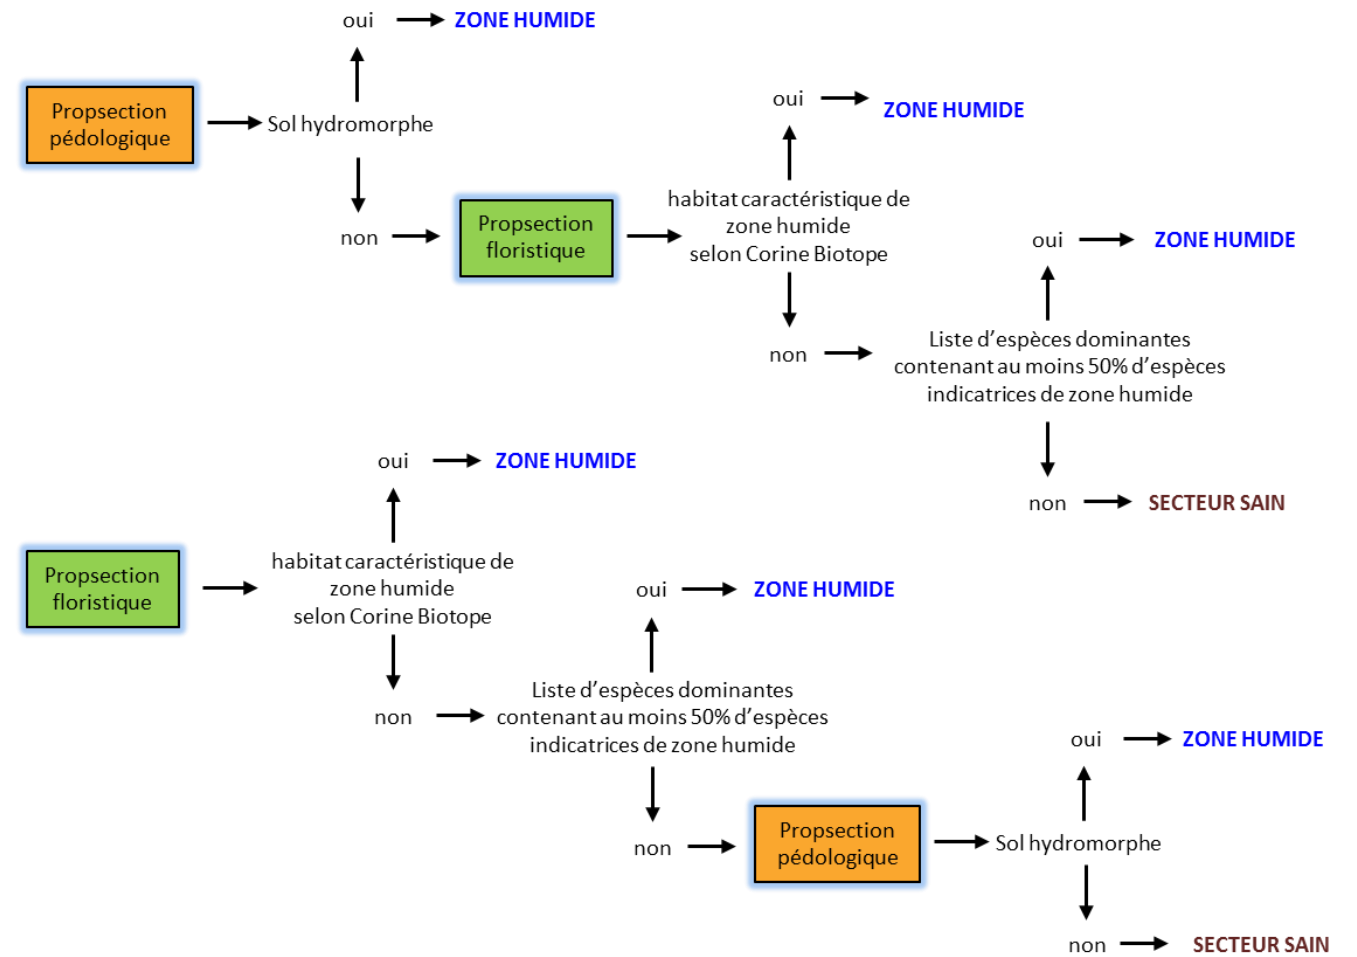 oui
ZONE HUMIDE
Propsection
pédologique
Sol hydromorphe
non
Propsection
floristique
oui
ZONE HUMIDE
habitat caractéristique de
zone humide
selon Corine Biotope
non
oui
ZONE HUMIDE
Liste d’espèces dominantes
contenant au moins 50% d’espèces
indicatrices de zone humide
non
SECTEUR SAIN
oui
ZONE HUMIDE
Propsection
floristique
habitat caractéristique de
zone humide
selon Corine Biotope
non
oui
ZONE HUMIDE
Liste d’espèces dominantes
contenant au moins 50% d’espèces
indicatrices de zone humide
non
Propsection
pédologique
oui
ZONE HUMIDE
Sol hydromorphe
non
SECTEUR SAIN